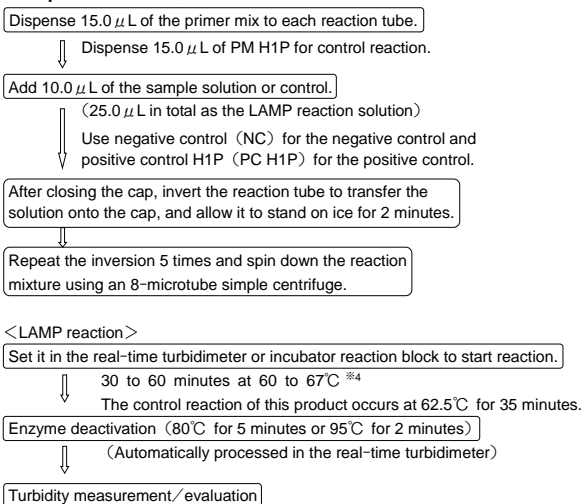 Dispense 15.0 μL of the primer mix to each reaction tube.
Dispense 15.0 μL of PM H1P for control reaction.
Add 10.0 μL of the sample solution or control.
(25.0 μL in total as the LAMP reaction solution)
Use negative control (NC) for the negative control and
positive control H1P (PC H1P) for the positive control.
After closing the cap, invert the reaction tube to transfer the
solution onto the cap, and allow it to stand on ice for 2 minutes.
Repeat the inversion 5 times and spin down the reaction
mixture using an 8-microtube simple centrifuge.
<LAMP reaction>
Set it in the real-time turbidimeter or incubator reaction block to start reaction.
30 to 60 minutes at 60 to 67℃ ※4
The control reaction of this product occurs at 62.5℃ for 35 minutes.
Enzyme deactivation (80℃ for 5 minutes or 95℃ for 2 minutes)
(Automatically processed in the real-time turbidimeter)
Turbidity measurement/evaluation